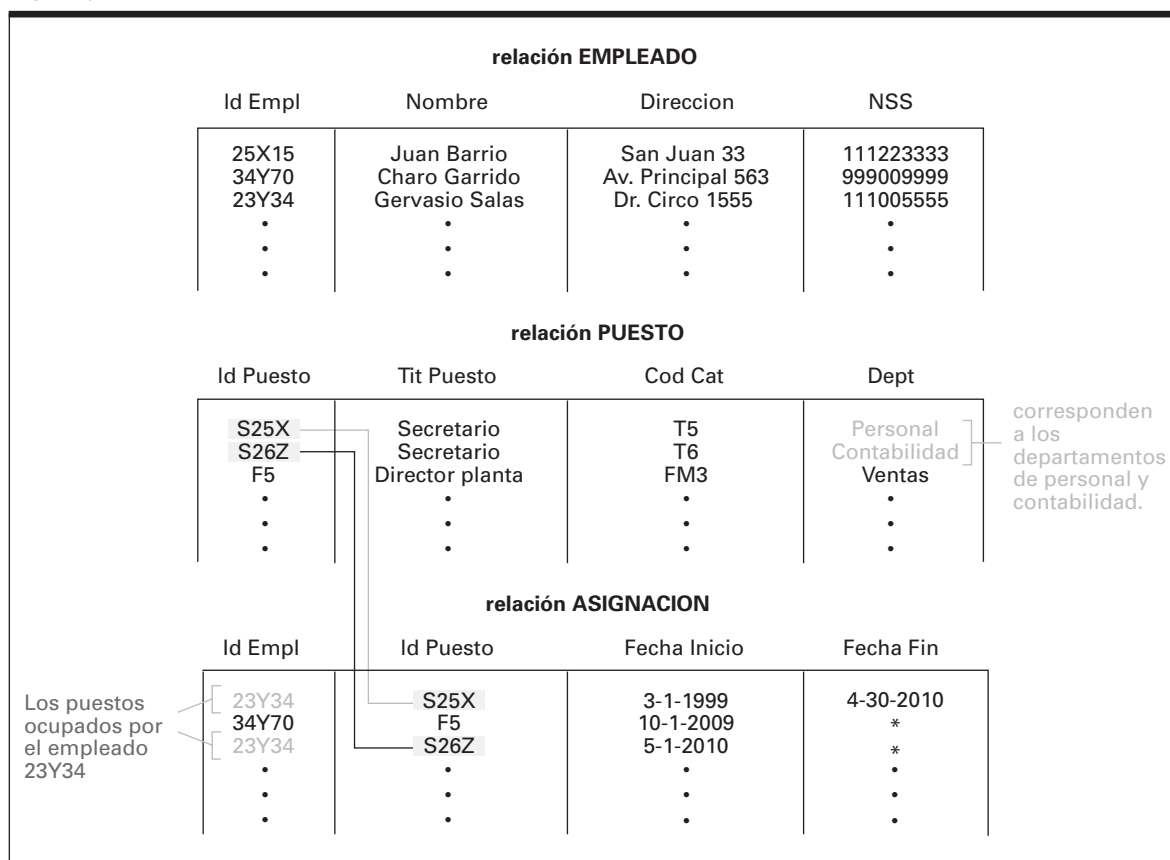 relación EMPLEADO
Id Empl Nombre Direccion NSS
25X15 Juan Barrio San Juan 33 111223333
34Y70 Charo Garrido Av. Principal 563 999009999
23Y34 Gervasio Salas Dr. Circo 1555 111005555
• • • •
• • • •
• • • •
relación PUESTO
Id Puesto Tit Puesto Cod Cat Dept
S25X Secretario T5 Personal
S26Z Secretario T6 Contabilidad
F5 Director planta FM3 Ventas
• • • •
• • • •
• • • •
corresponden
a los
departamentos
de personal y
contabilidad.
relación ASIGNACION
Id Empl Id Puesto Fecha Inicio Fecha Fin
23Y34 S25X 3-1-1999 4-30-2010
34Y70 F5 10-1-2009 *
23Y34 S26Z 5-1-2010 *
• • • •
• • • •
• • • •
Los puestos
ocupados por
el empleado
23Y34